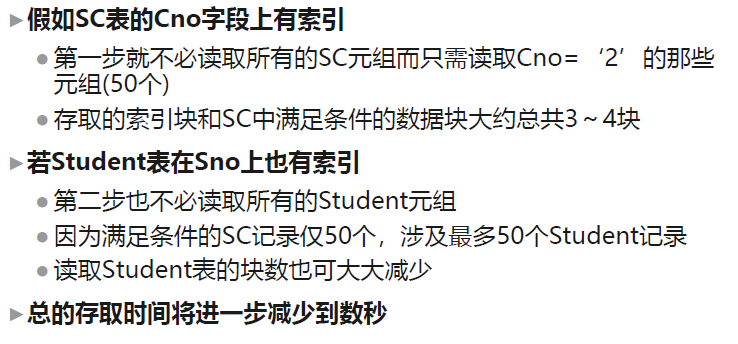 假如SC表的Cno字段上有索引
第一步就不必读取所有的SC元组而只需读取Cno=‘2’的那些
元组(50个)
存取的索引块和SC中满足条件的数据块大约总共3～4块
若Student表在Sno上也有索引
第二步也不必读取所有的Student元组
因为满足条件的SC记录仅50个，涉及最多50个Student记录
读取Student表的块数也可大大减少
总的存取时间将进一步减少到数秒